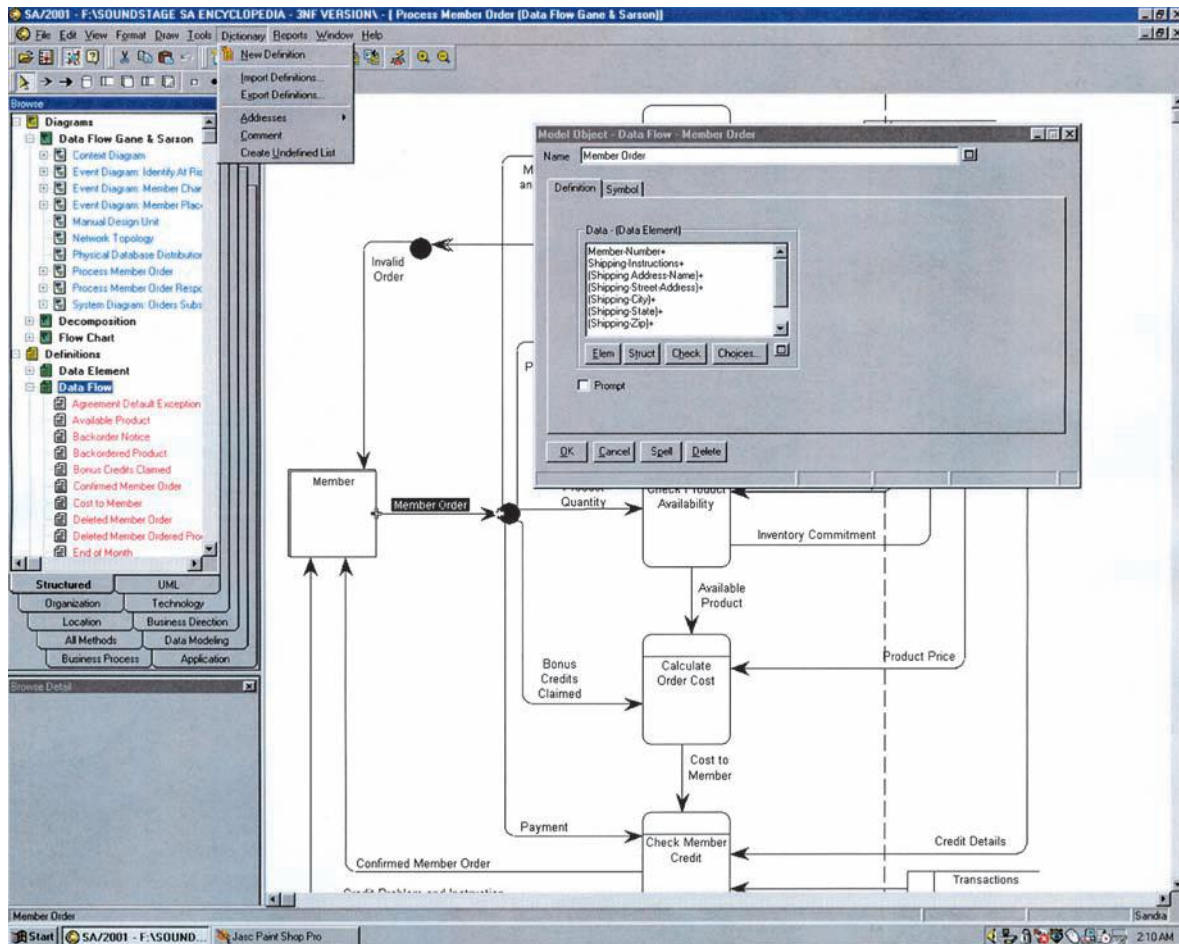 SA/2001 - F:\SOUNDSTAGE SA ENCYCLOPEDIA - 3NF VERSION\ - [ Process Member Order (Data Flow Gane & Sarson)]
File Edit View Format Draw Tools Dictionary Reports Window Help
New Definition
Import Definitions...
Export Definitions...
Addresses
Comment
Create Undefined List
Browse
Diagrams
Data Flow Gane & Sarson
Context Diagram
Event Diagram: Identify At Ris
Event Diagram: Member Char
Event Diagram: Member Place
Manual Design Unit
Network Topology
Physical Database Distribution
Process Member Order
Process Member Order Respo
System Diagram: Orders Subs
Decomposition
Flow Chart
Definitions
Data Element
Data Flow
Agreement Default Exception
Available Product
Backorder Notice
Backordered Product
Bonus Credits Claimed
Confirmed Member Order
Cost to Member
Deleted Member Order
Deleted Member Ordered Pro
End of Month
Structured UML
Organization Technology
Location Business Direction
All Methods Data Modeling
Business Process Application
Browse Detail
Model Object - Data Flow - Member Order
Name Member Order
Definition Symbol
Data - (Data Element)
Member-Number+
Shipping-Instructions+
(Shipping Address-Name)+
(Shipping-Street-Address)+
(Shipping-City)+
(Shipping-State)+
(Shipping-Zip)+
Elem Struct Check Choices...
Prompt
OK Cancel Spell Delete
M
an
Invalid
Order
P
Member
Member Order
Quantity
Check Product
Availability
Inventory Commitment
Available
Product
Bonus
Credits
Claimed
Calculate
Order Cost
Product Price
Cost to
Member
Payment
Check Member
Credit
Credit Details
Confirmed Member Order
Transactions
Credit Problem and Instruction
Member Order
Sandra
Start SA/2001 - F:\SOUND... Jasc Paint Shop Pro 2:10 AM